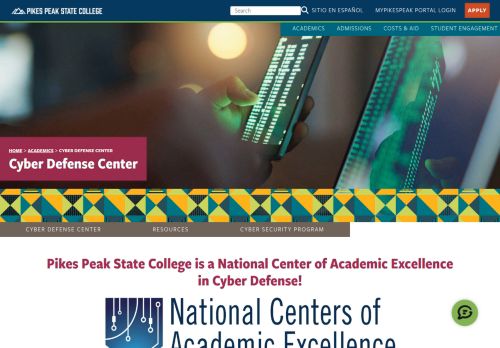 PIKES PEAK STATE COLLEGE
Search
SITIO EN ESPAÑOL
MYPIKESPEAK PORTAL LOGIN
APPLY
ACADEMICS
ADMISSIONS
COSTS & AID
STUDENT ENGAGEMENT
HOME > ACADEMICS > CYBER DEFENSE CENTER
Cyber Defense Center
CYBER DEFENSE CENTER
RESOURCES
CYBER SECURITY PROGRAM
Pikes Peak State College is a National Center of Academic Excellence
in Cyber Defense!
National Centers of
Academic Excellence